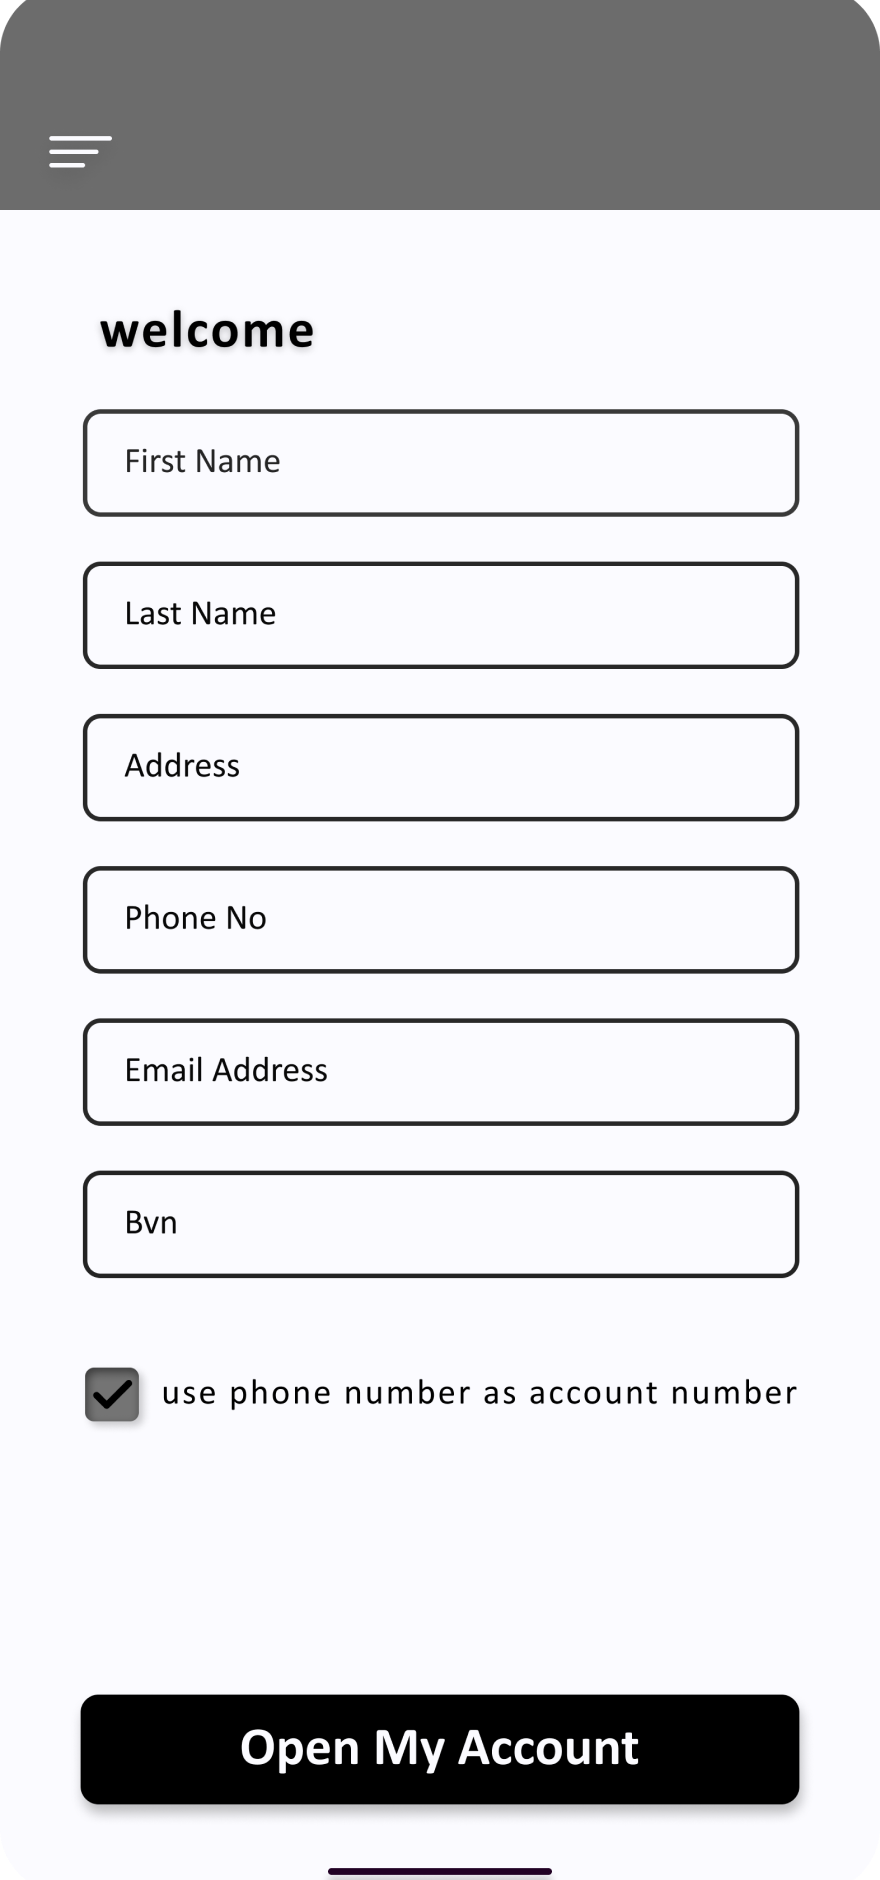 welcome
First Name
Last Name
Address
Phone No
Email Address
Bvn
use phone number as account number
Open My Account